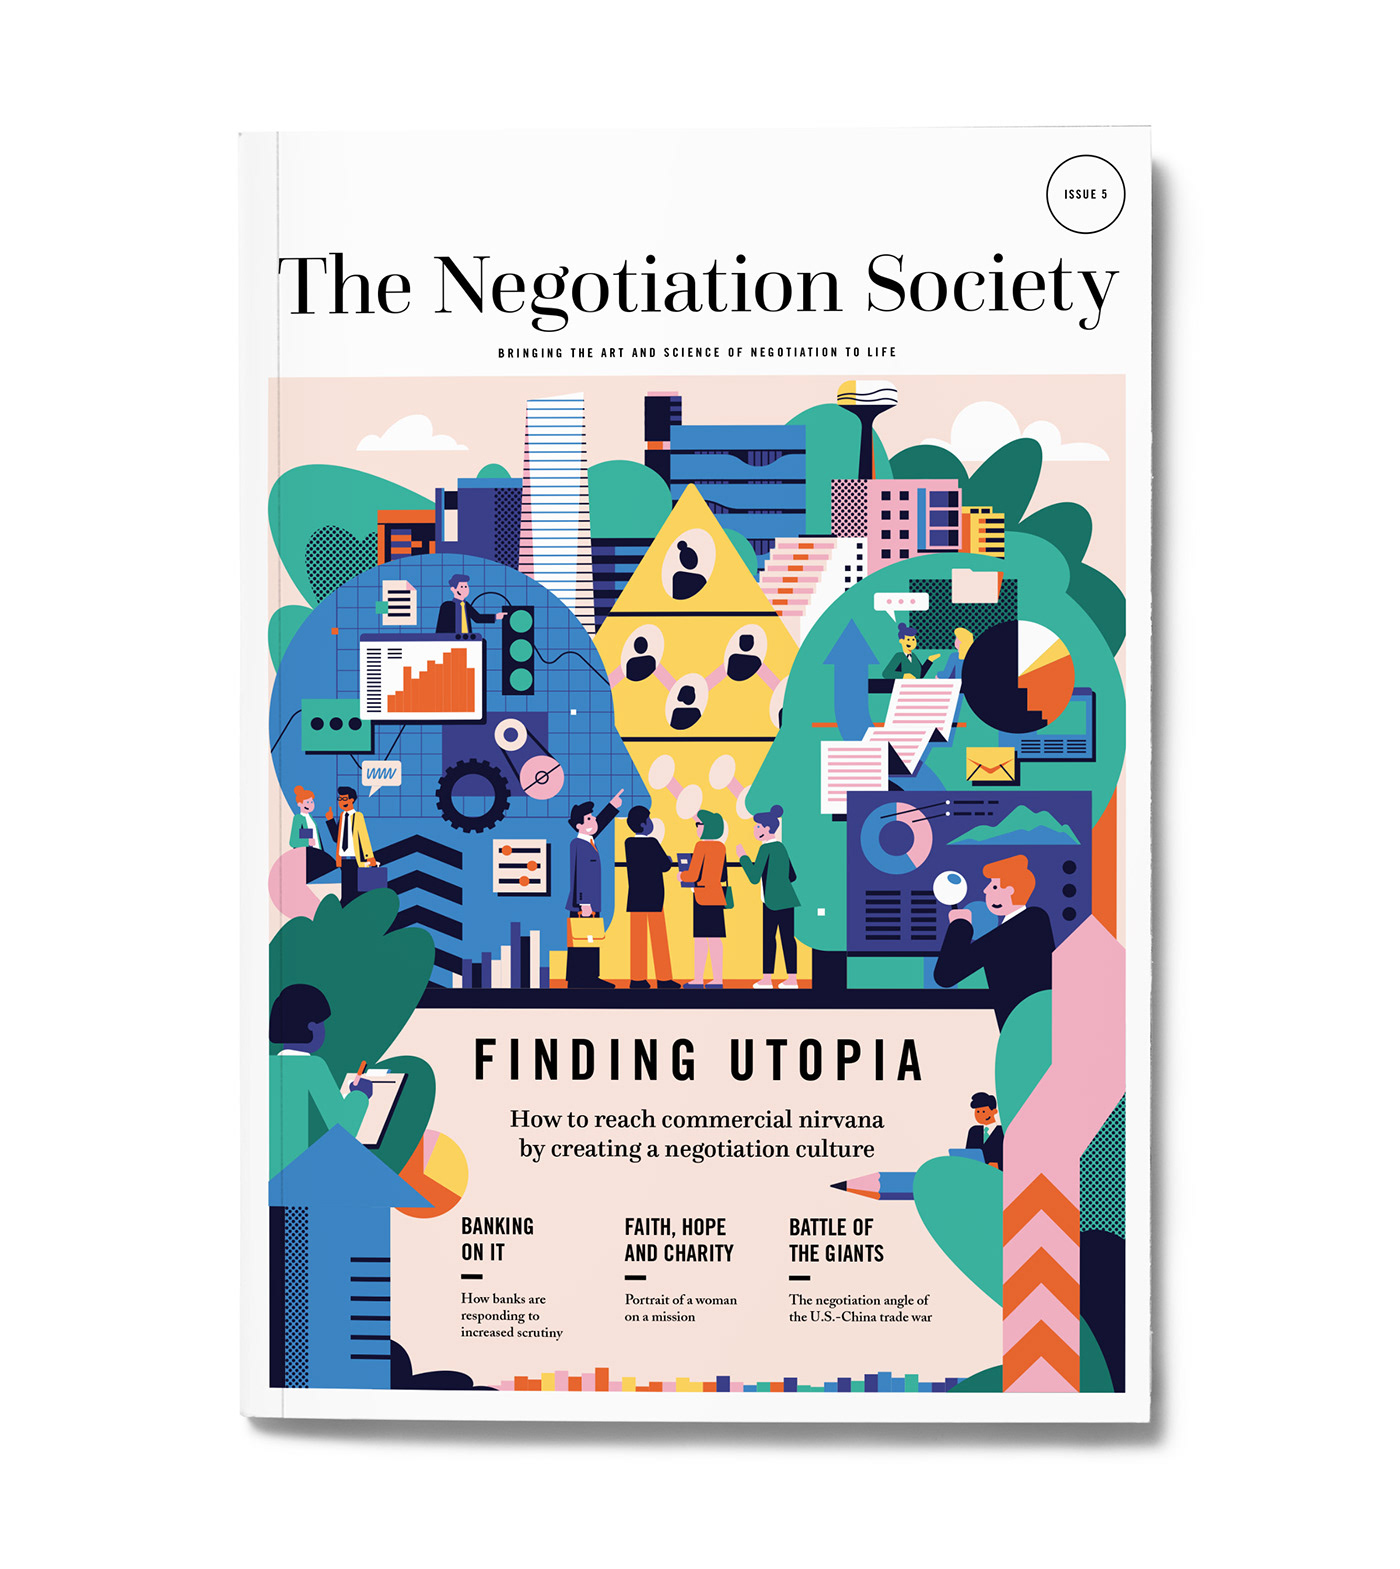 ISSUE 5
The Negotiation Society
BRINGING THE ART AND SCIENCE OF NEGOTIATION TO LIFE
FINDING UTOPIA
How to reach commercial nirvana
by creating a negotiation culture
BANKING
ON IT
How banks are
responding to
increased scrutiny
FAITH, HOPE
AND CHARITY
Portrait of a woman
on a mission
BATTLE OF
THE GIANTS
The negotiation angle of
the U.S.-China trade war